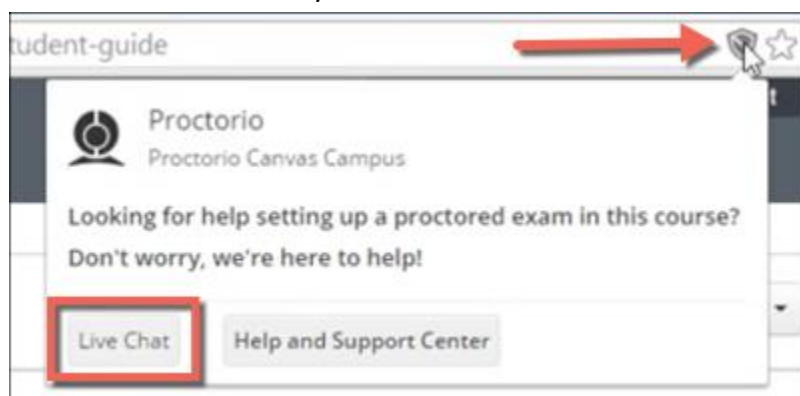 tudent-guide
t
Proctorio
Proctorio Canvas Campus
Looking for help setting up a proctored exam in this course?
Don't worry, we're here to help!
Live Chat
Help and Support Center